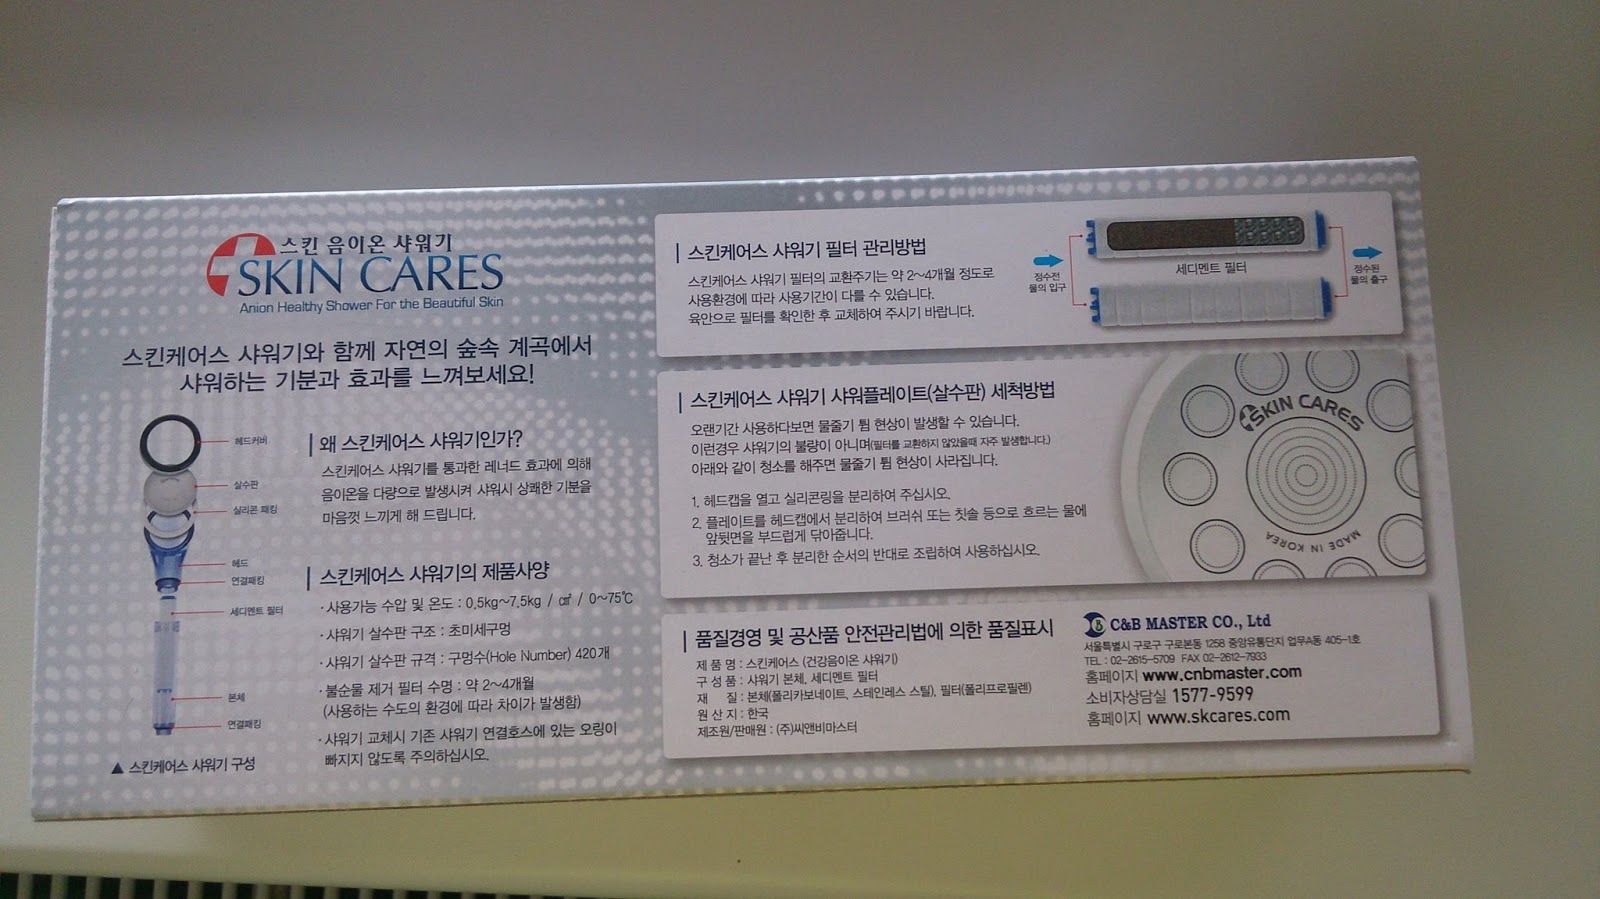 스킨 음이온 샤워기
SKIN CARES
Anion Healthy Shower For the Beautiful Skin
스킨케어스 샤워기와 함께 자연의 숲속 계곡에서
샤워하는 기분과 효과를 느껴보세요!
헤드커버
살수판
실리콘 패킹
헤드
연결패킹
세디멘트 필터
본체
연결패킹
▲ 스킨케어스 샤워기 구성
왜 스킨케어스 샤워기인가?
스킨케어스 샤워기를 통과한 레너드 효과에 의해
음이온을 다량으로 발생시켜 샤워시 상쾌한 기분을
마음껏 느끼게 해 드립니다.
스킨케어스 샤워기의 제품사양
· 사용가능 수압 및 온도 : 0.5kg~7.5kg / ㎠ / 0~75℃
· 샤워기 살수판 구조 : 초미세구멍
· 샤워기 살수판 규격 : 구멍수(Hole Number) 420개
· 불순물 제거 필터 수명 : 약 2~4개월
(사용하는 수도의 환경에 따라 차이가 발생함)
· 샤워기 교체시 기존 샤워기 연결호스에 있는 오링이
빠지지 않도록 주의하십시오.
스킨케어스 샤워기 필터 관리방법
스킨케어스 샤워기 필터의 교환주기는 약 2~4개월 정도로
사용환경에 따라 사용기간이 다를 수 있습니다.
육안으로 필터를 확인한 후 교체하여 주시기 바랍니다.
정수전
물의 입구
세디멘트 필터
정수된
물의 출구
스킨케어스 샤워기 샤워플레이트(살수판) 세척방법
오랜기간 사용하다보면 물줄기 튐 현상이 발생할 수 있습니다.
이런경우 샤워기의 불량이 아니며(필터를 교환하지 않았을때 자주 발생합니다.)
아래와 같이 청소를 해주면 물줄기 튐 현상이 사라집니다.
1. 헤드캡을 열고 실리콘링을 분리하여 주십시오.
2. 플레이트를 헤드캡에서 분리하여 브러쉬 또는 칫솔 등으로 흐르는 물에
앞뒷면을 부드럽게 닦아줍니다.
3. 청소가 끝난 후 분리한 순서의 반대로 조립하여 사용하십시오.
SKIN CARES
MADE IN KOREA
품질경영 및 공산품 안전관리법에 의한 품질표시
제 품 명 : 스킨케어스 (건강음이온 샤워기)
구 성 품 : 샤워기 본체, 세디멘트 필터
재 질 : 본체(폴리카보네이트, 스테인레스 스틸), 필터(폴리프로필렌)
원 산 지 : 한국
제조원/판매원 : (주)씨앤비마스터
C&B MASTER CO., Ltd
서울특별시 구로구 구로본동 1258 중앙유통단지 업무A동 405-1호
TEL : 02-2615-5709 FAX 02-2612-7933
홈페이지 www.cnbmaster.com
소비자상담실 1577-9599
홈페이지 www.skcares.com